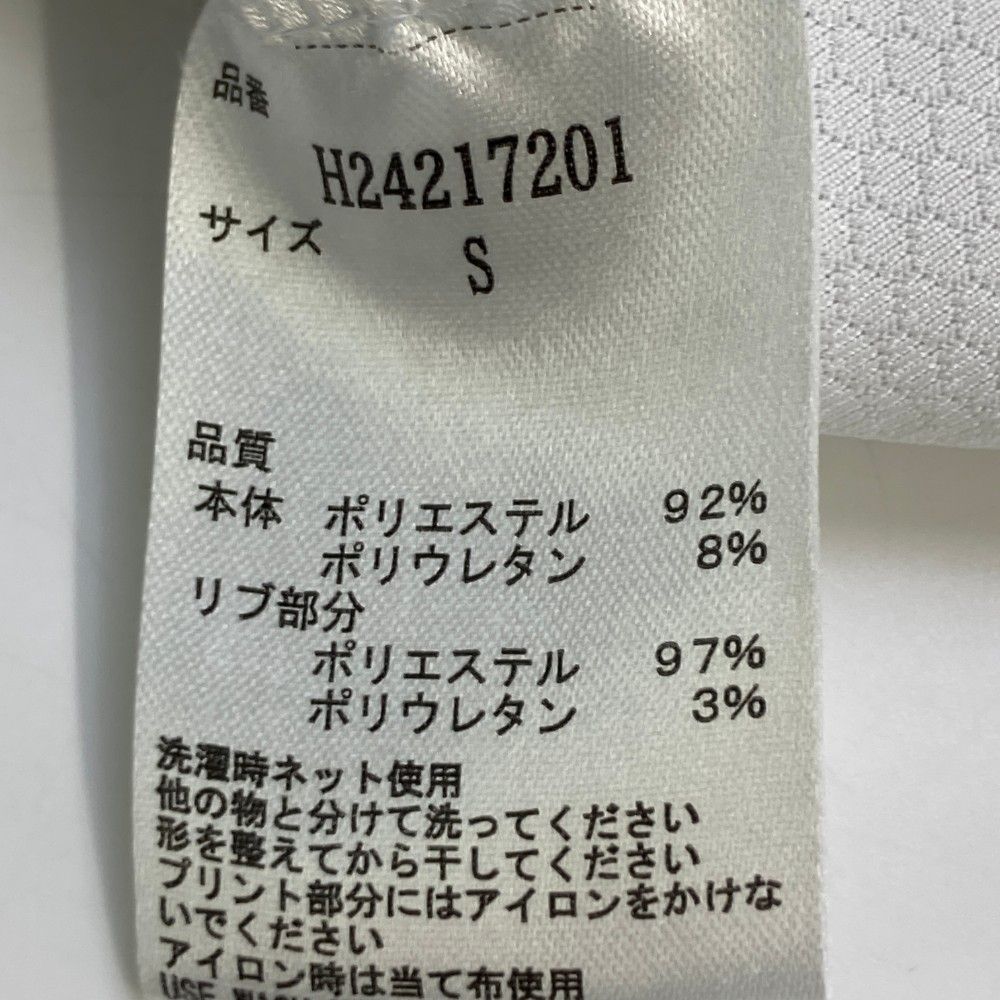 品番
H24217201
サイズ
S
品質
本体 ポリエステル 92%
ポリウレタン 8%
リブ部分
ポリエステル 97%
ポリウレタン 3%
洗濯時ネット使用
他の物と分けて洗ってください
形を整えてから干してください
プリント部分にはアイロンをかけな
いでください
アイロン時は当て布使用
USE